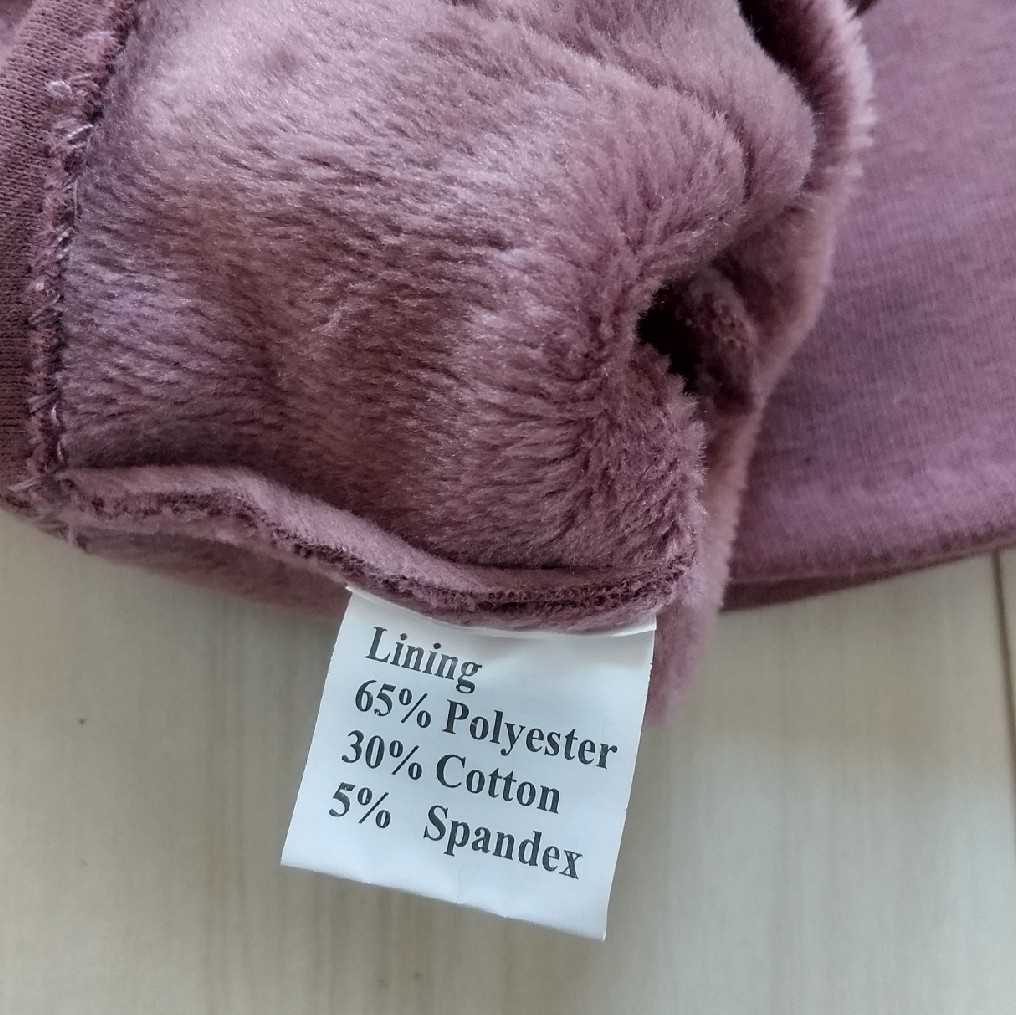 Lining
65% Polyester
30% Cotton
5% Spandex